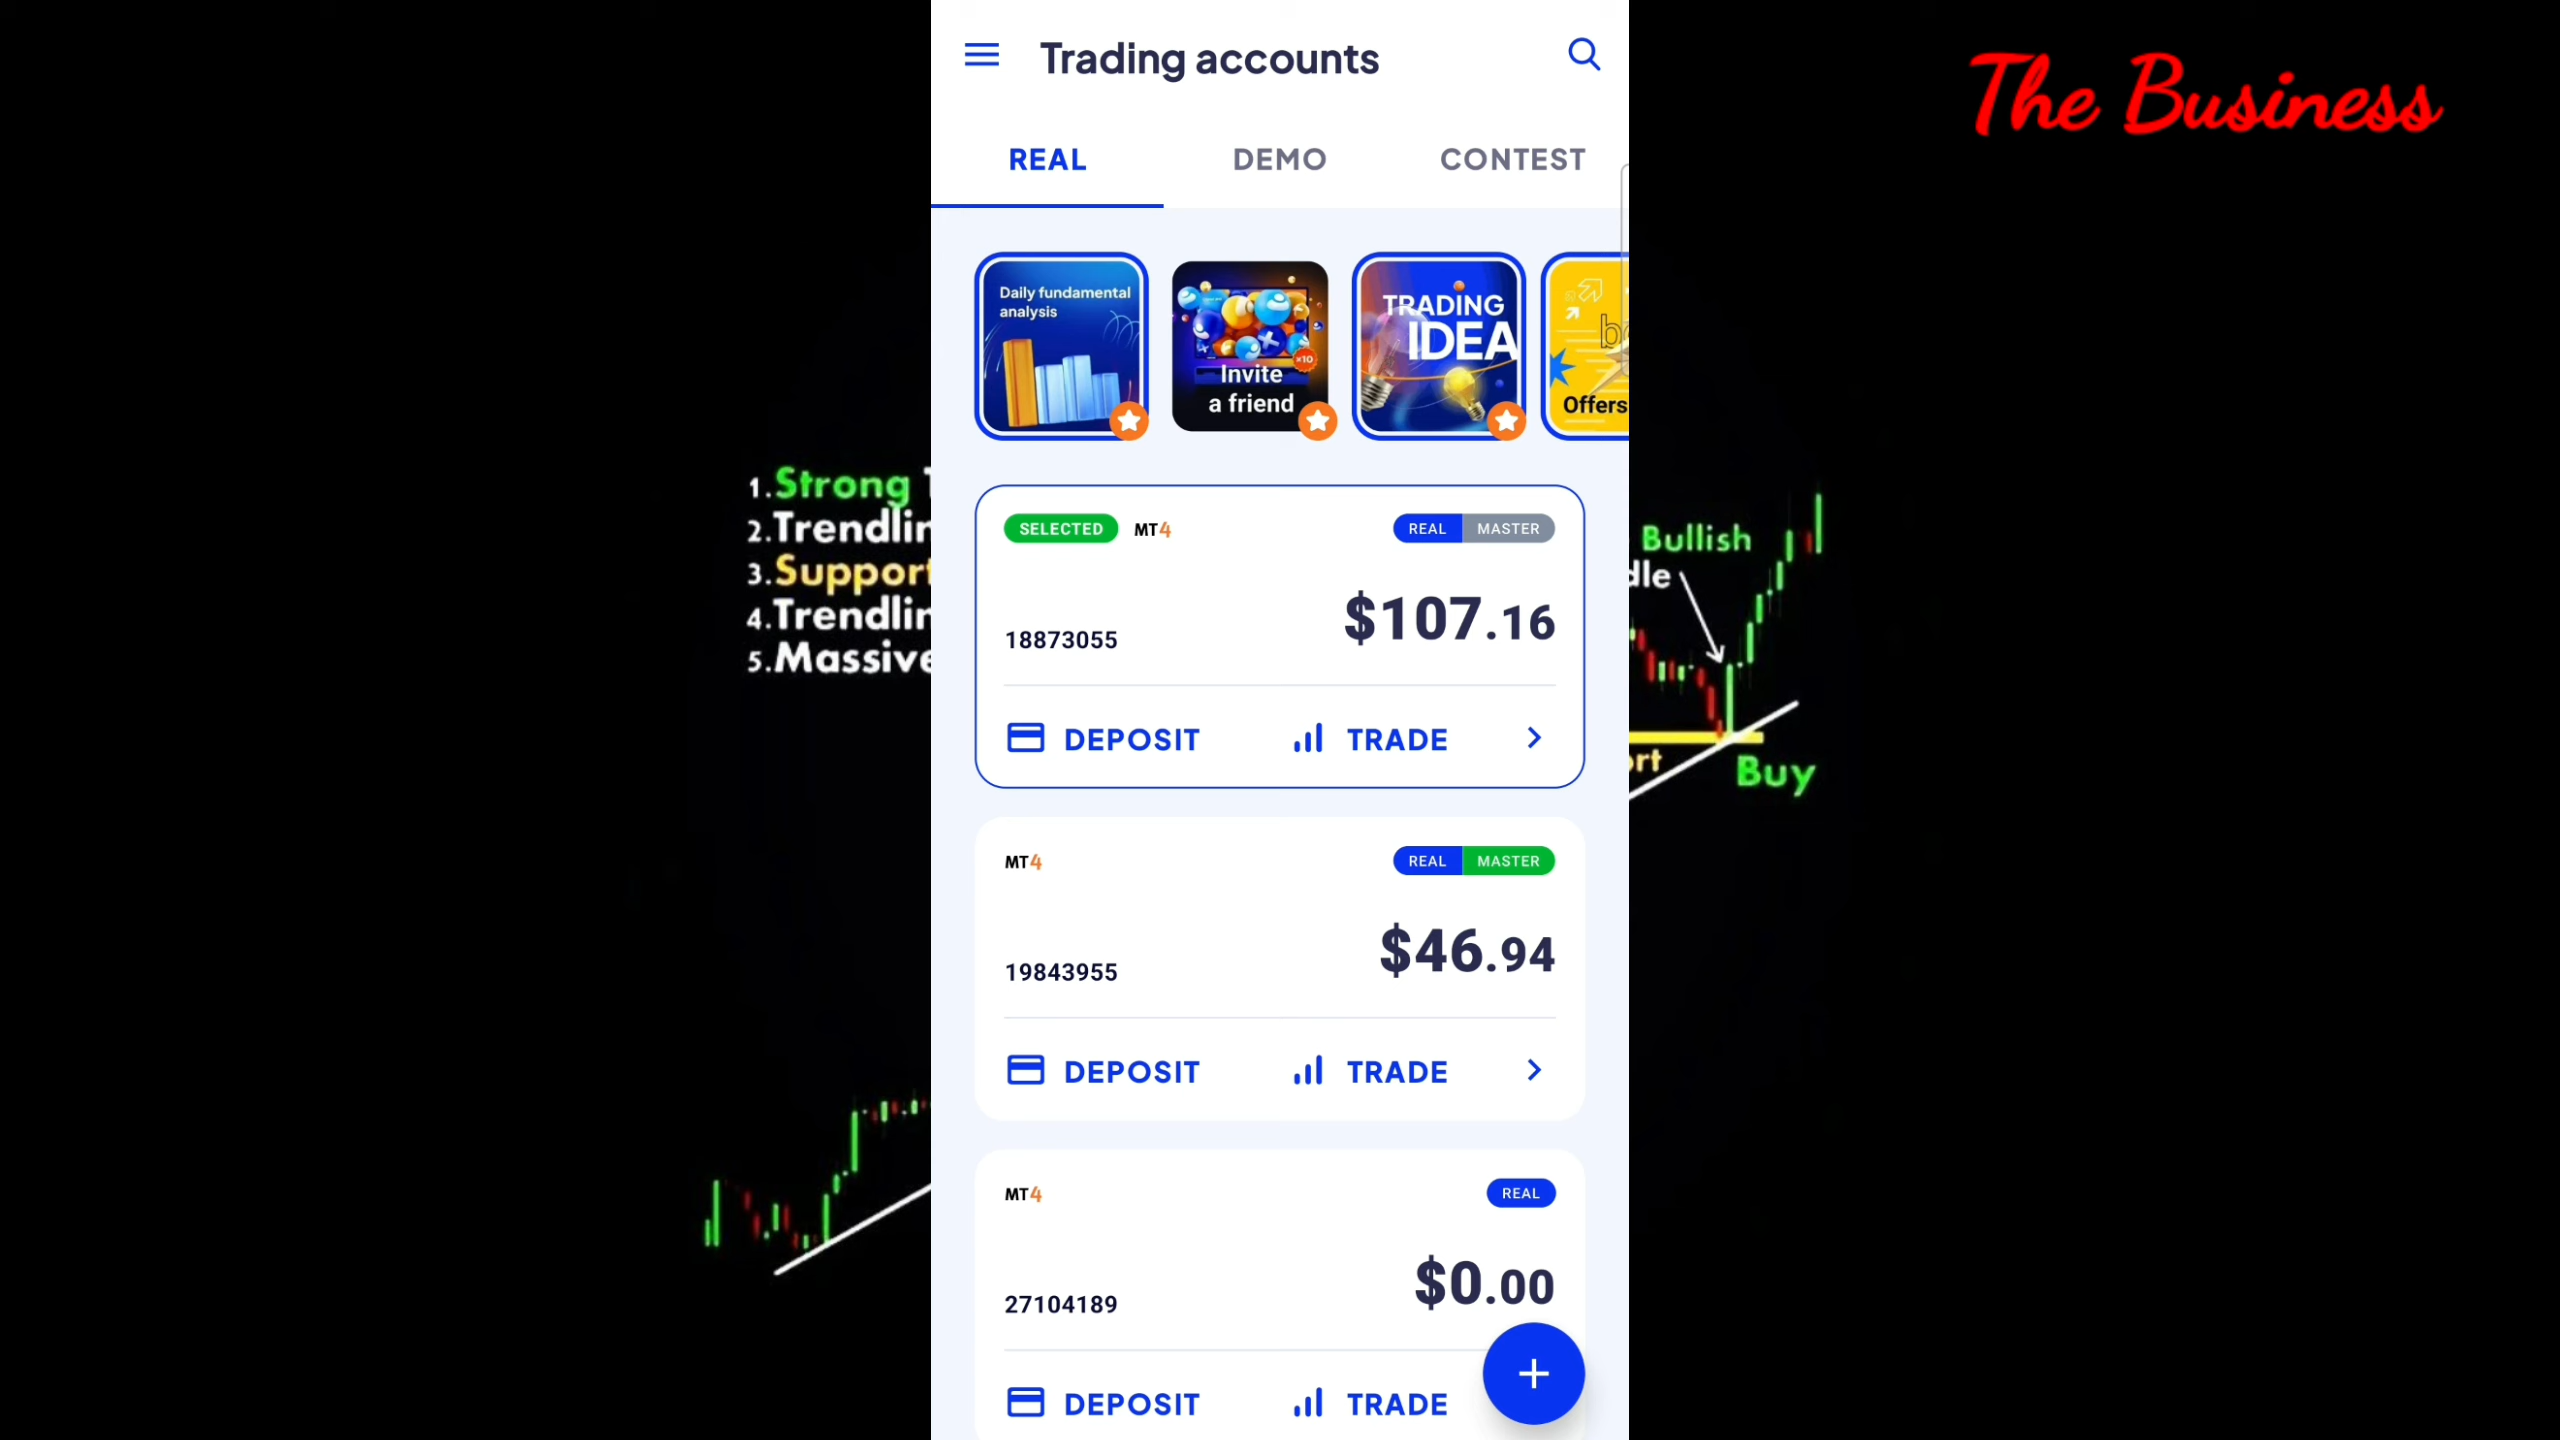 The Business
Trading accounts
REAL
DEMO
CONTEST
Daily fundamental
analysis
x10
Invite
a friend
TRADING
IDEA
Offers
1.Strong
2.Trendlin
3.Support
4.Trendlin
5.Massive
SELECTED MT4 REAL MASTER
$107.16
18873055
DEPOSIT TRADE
MT4 REAL MASTER
$46.94
19843955
DEPOSIT TRADE
MT4 REAL
$0.00
27104189
DEPOSIT TRADE
+
Bullish
dle
rt
Buy